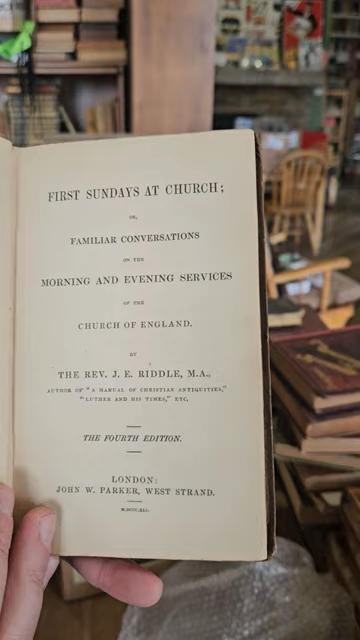 FIRST SUNDAYS AT CHURCH;
OR,
FAMILIAR CONVERSATIONS
ON THE
MORNING AND EVENING SERVICES
OF THE
CHURCH OF ENGLAND.
BY
THE REV. J. E. RIDDLE, M.A.,
AUTHOR OF "A MANUAL OF CHRISTIAN ANTIQUITIES,"
"LUTHER AND HIS TIMES," ETC.
THE FOURTH EDITION.
LONDON:
JOHN W. PARKER, WEST STRAND.
M.DCCC.XLI.